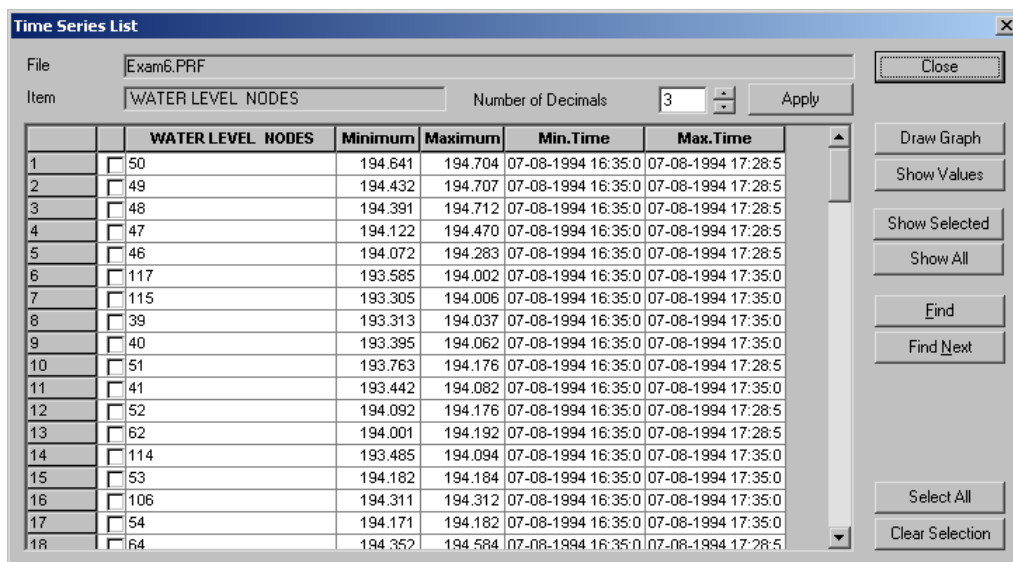 Time Series List
File Exam6.PRF Close
Item WATER LEVEL NODES Number of Decimals 3 Apply
WATER LEVEL NODES Minimum Maximum Min.Time Max.Time Draw Graph
1 50 194.641 194.704 07-08-1994 16:35:0 07-08-1994 17:28:5
2 49 194.432 194.707 07-08-1994 16:35:0 07-08-1994 17:28:5 Show Values
3 48 194.391 194.712 07-08-1994 16:35:0 07-08-1994 17:28:5
4 47 194.122 194.470 07-08-1994 16:35:0 07-08-1994 17:28:5 Show Selected
5 46 194.072 194.283 07-08-1994 16:35:0 07-08-1994 17:28:5 Show All
6 117 193.585 194.002 07-08-1994 16:35:0 07-08-1994 17:35:0
7 115 193.305 194.006 07-08-1994 16:35:0 07-08-1994 17:35:0
8 39 193.313 194.037 07-08-1994 16:35:0 07-08-1994 17:35:0 Find
9 40 193.395 194.062 07-08-1994 16:35:0 07-08-1994 17:35:0 Find Next
10 51 193.763 194.176 07-08-1994 16:35:0 07-08-1994 17:28:5
11 41 193.442 194.082 07-08-1994 16:35:0 07-08-1994 17:35:0
12 52 194.092 194.176 07-08-1994 16:35:0 07-08-1994 17:28:5
13 62 194.001 194.192 07-08-1994 16:35:0 07-08-1994 17:28:5
14 114 193.485 194.094 07-08-1994 16:35:0 07-08-1994 17:35:0
15 53 194.182 194.184 07-08-1994 16:35:0 07-08-1994 17:35:0
16 106 194.311 194.312 07-08-1994 16:35:0 07-08-1994 17:35:0 Select All
17 54 194.171 194.182 07-08-1994 16:35:0 07-08-1994 17:35:0
18 64 194.352 194.584 07-08-1994 16:35:0 07-08-1994 17:28:5 Clear Selection